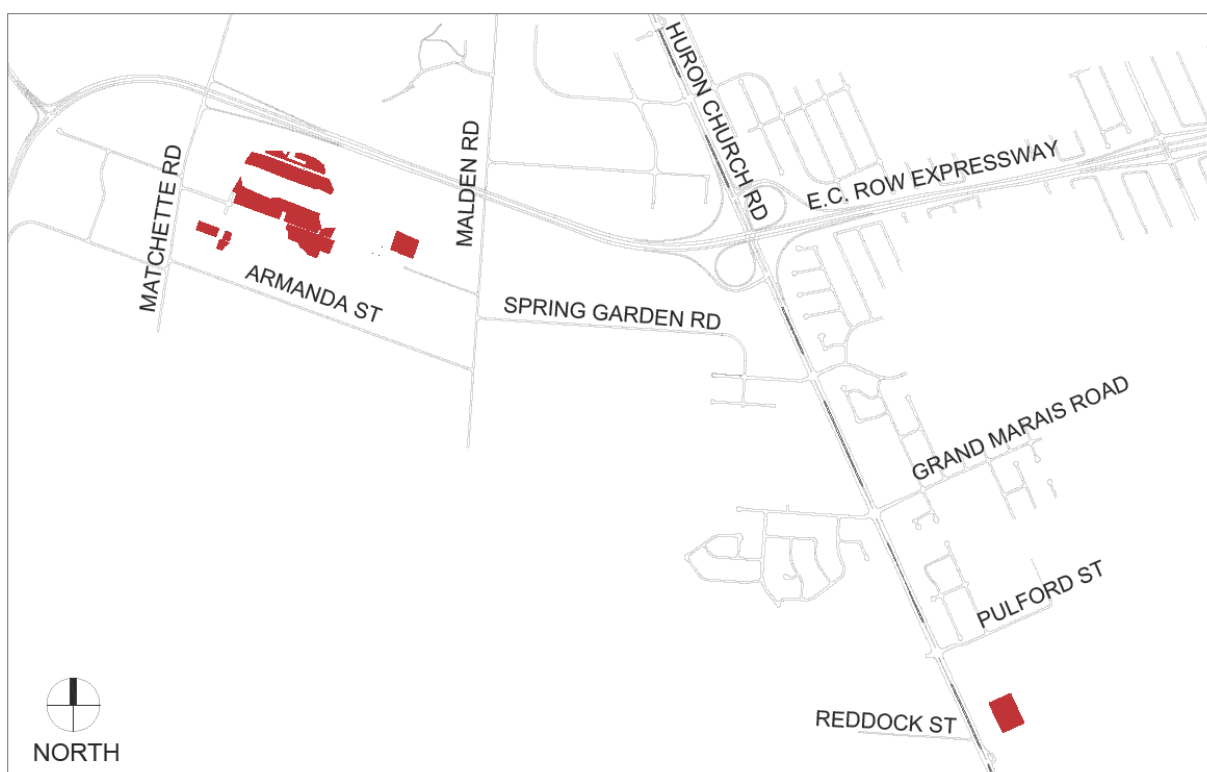 HURON CHURCH RD
E.C. ROW EXPRESSWAY
MATCHETTE RD
MALDEN RD
ARMANDA ST
SPRING GARDEN RD
GRAND MARAIS ROAD
PULFORD ST
REDDOCK ST
NORTH